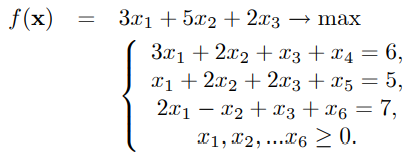 f(x) = 3x₁ + 5x₂ + 2x₃ → max
3x₁ + 2x₂ + x₃ + x₄ = 6,
x₁ + 2x₂ + 2x₃ + x₅ = 5,
2x₁ − x₂ + x₃ + x₆ = 7,
x₁, x₂, ...x₆ ≥ 0.